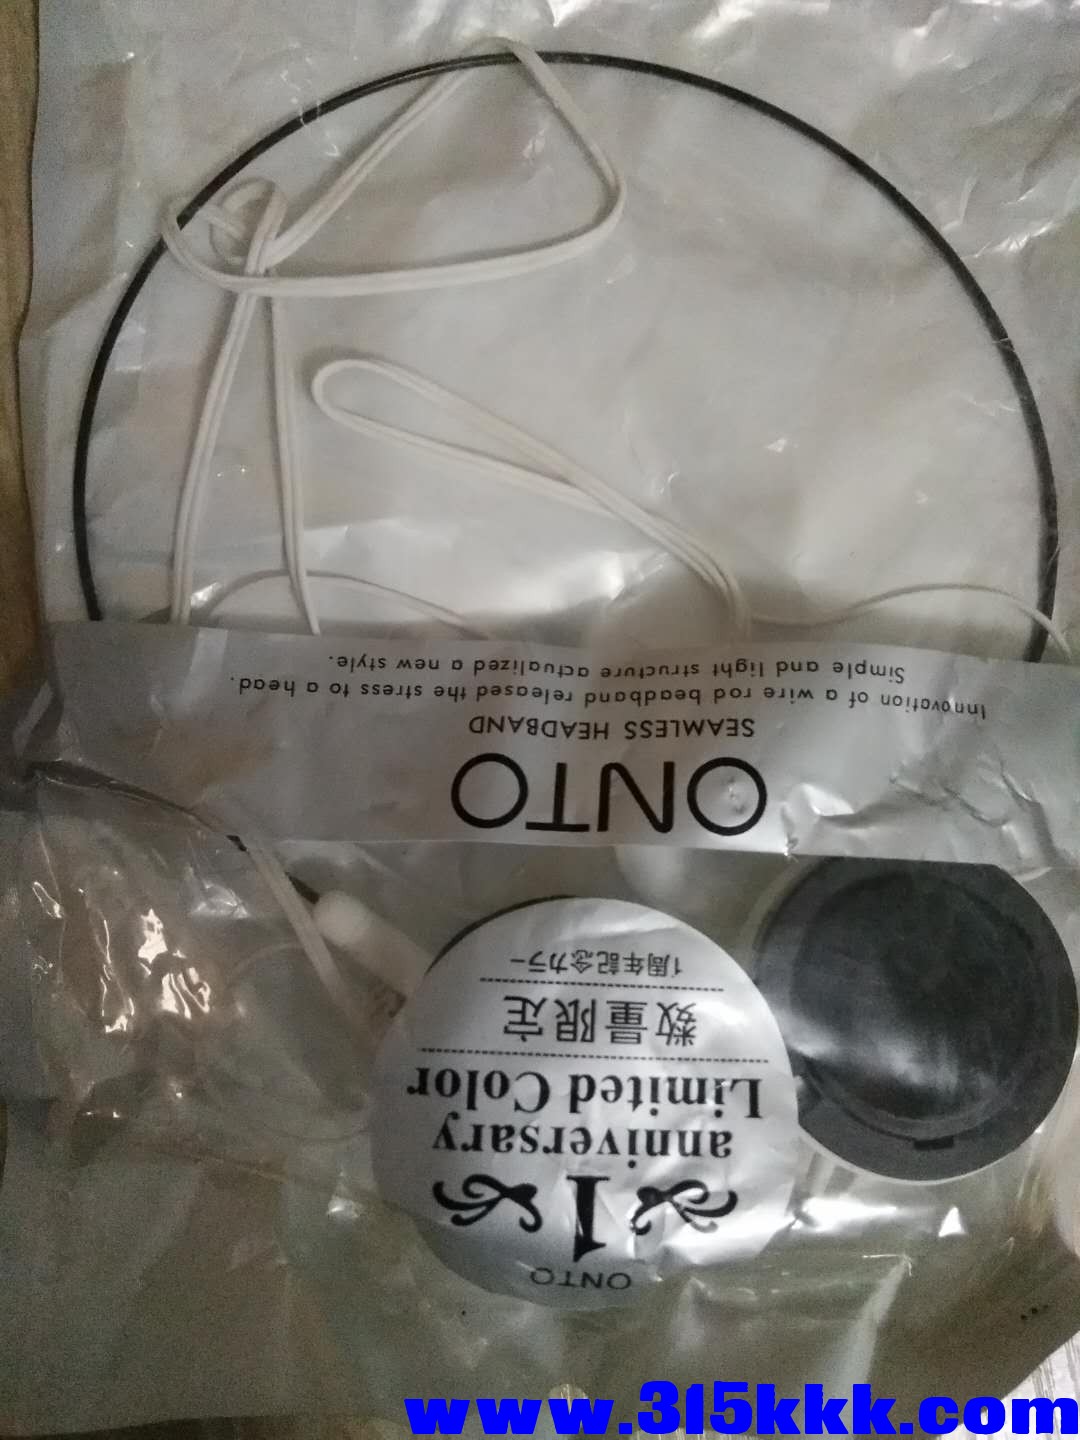 ONTO
SEAMLESS HEADBAND
Innovation of a wire rod beadband released the stress to a head.
Simple and light structure actualized a new style.
ONTO
1
anniversary
Limited Color
数量限定
1周年記念カラー
www.315kkk.com